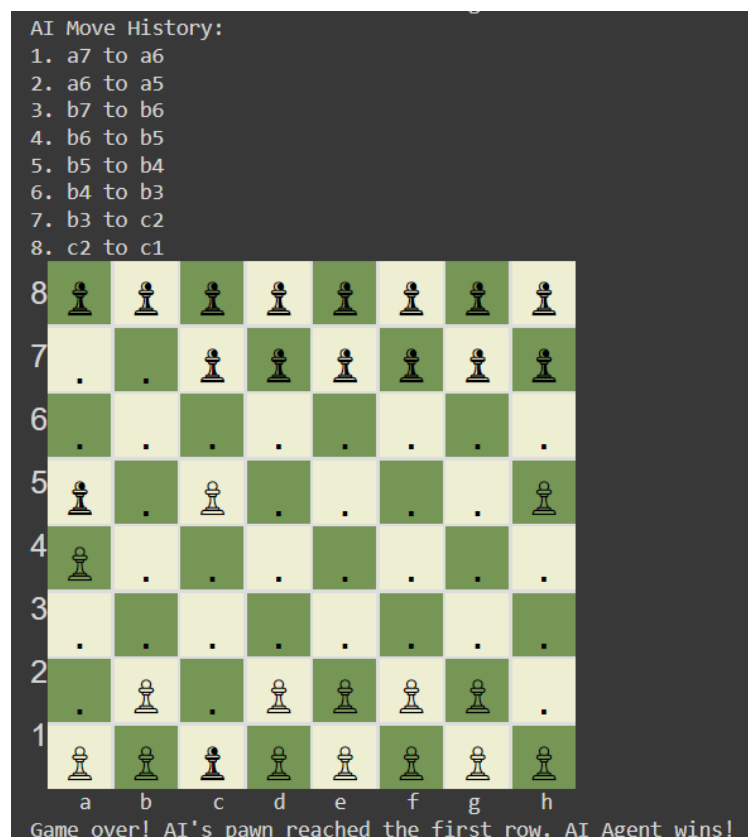 AI Move History:
1. a7 to a6
2. a6 to a5
3. b7 to b6
4. b6 to b5
5. b5 to b4
6. b4 to b3
7. b3 to c2
8. c2 to c1
8 ♟ ♟ ♟ ♟ ♟ ♟ ♟ ♟
7 . . ♟ ♟ ♟ ♟ ♟ ♟
6 . . . . . . . .
5 ♟ . ♙ . . . . ♙
4 ♙ . . . . . . .
3 . . . . . . . .
2 . ♙ . ♙ ♙ ♙ ♙ .
1 ♙ ♙ ♟ ♙ ♙ ♙ ♙ ♙
a b c d e f g h
Game over! AI's pawn reached the first row. AI Agent wins!